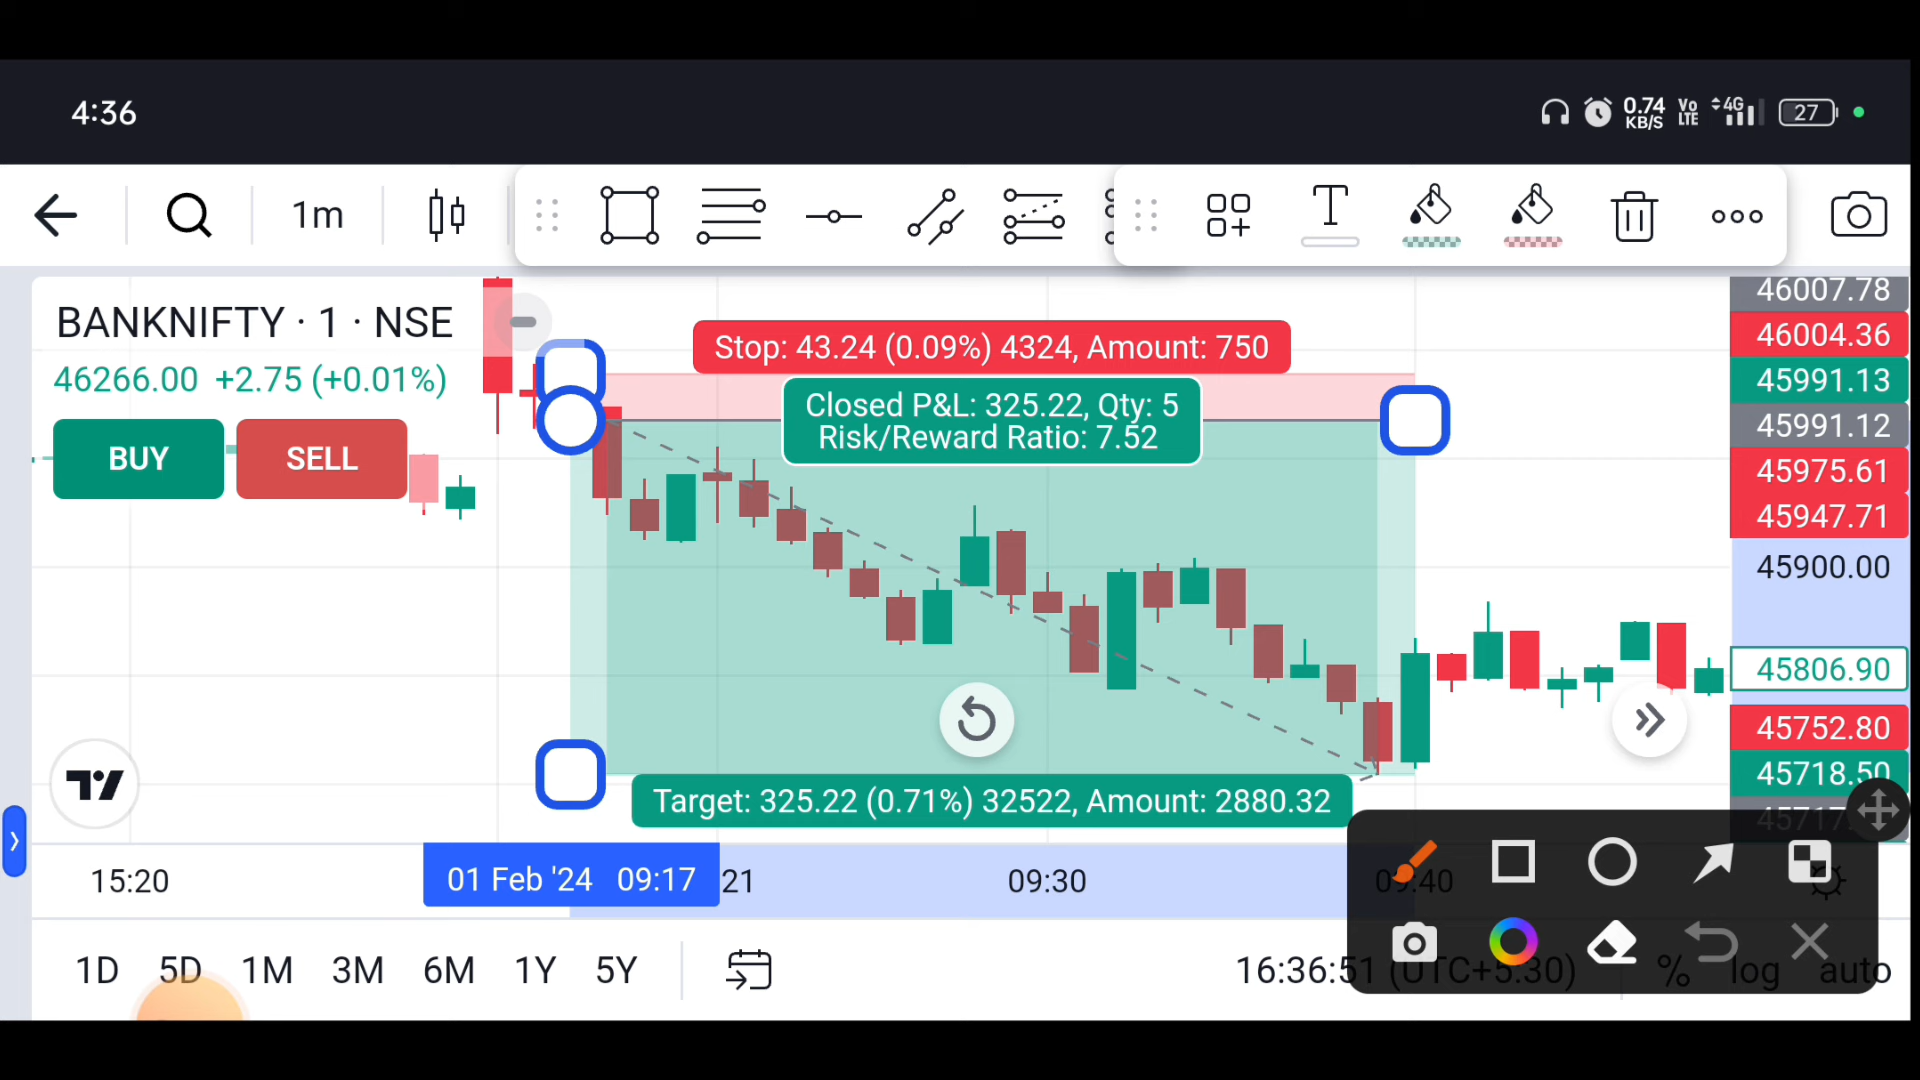 4:36
0.74
KB/S
Vo
LTE
4G
27
1m
T
BANKNIFTY · 1 · NSE
46266.00 +2.75 (+0.01%)
BUY
SELL
Stop: 43.24 (0.09%) 4324, Amount: 750
Closed P&L: 325.22, Qty: 5
Risk/Reward Ratio: 7.52
Target: 325.22 (0.71%) 32522, Amount: 2880.32
46007.78
46004.36
45991.13
45991.12
45975.61
45947.71
45900.00
45806.90
45752.80
45718.50
15:20
01 Feb '24 09:17
21
09:30
09:40
1D 5D 1M 3M 6M 1Y 5Y
16:36:51 (UTC+5:30) % log auto